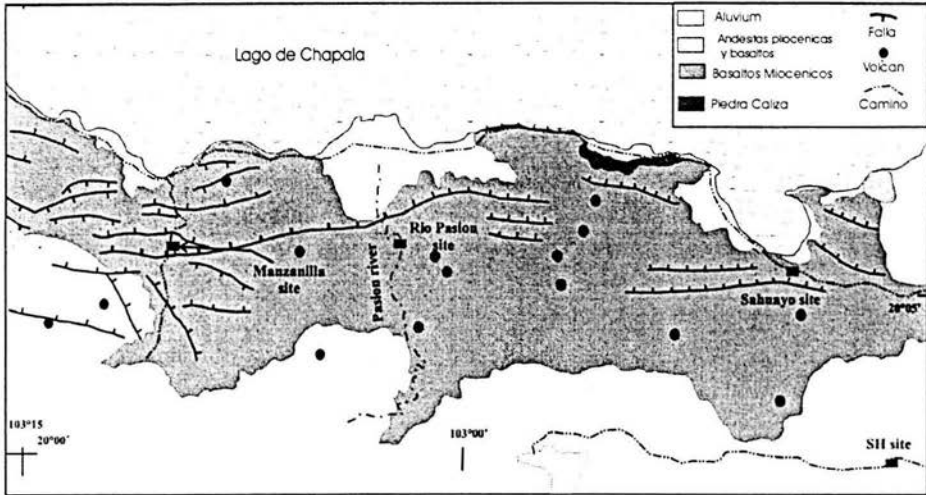 Lago de Chapala
Aluvium
Andesitas pliocenicas
y basaltos
Basaltos Miocenicos
Piedra Caliza
Falla
Volcan
Camino
Manzanilla
site
Pasion river
Rio Pasion
site
Sahuayo site
20°05'
103°15
20°00'
103°00'
SH site